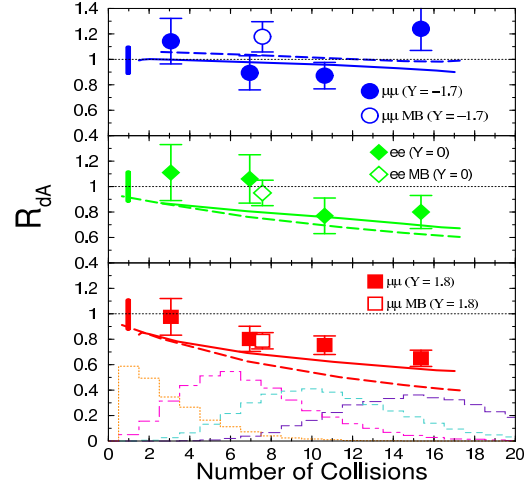 1.4
1.2
1
0.8
0.6
0.4
μμ (Y = −1.7)
μμ MB (Y = −1.7)
1.2
1
0.8
0.6
0.4
ee (Y = 0)
ee MB (Y = 0)
R_dA
1.2
1
0.8
0.6
0.4
0.2
0
μμ (Y = 1.8)
μμ MB (Y = 1.8)
0 2 4 6 8 10 12 14 16 18 20
Number of Collisions